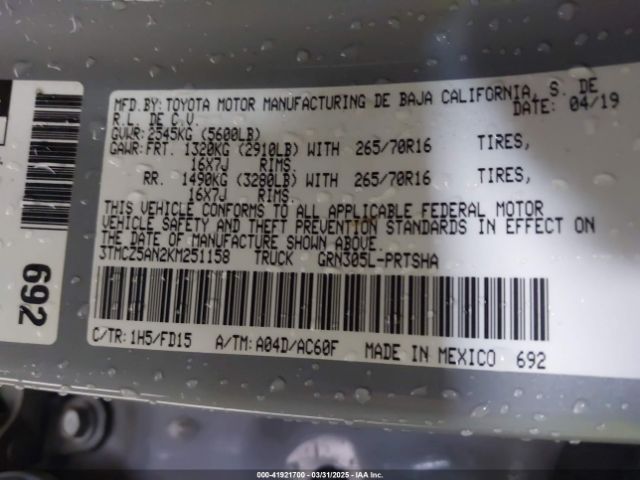 MFD.BY: TOYOTA MOTOR MANUFACTURING DE BAJA CALIFORNIA, S. DE
R.L. DE C.V. DATE: 04/19
GVWR: 2545KG (5600LB)
GAWR: FRT. 1320KG (2910LB) WITH 265/70R16 TIRES,
16X7J RIMS.
RR. 1490KG (3280LB) WITH 265/70R16 TIRES,
16X7J RIMS.
THIS VEHICLE CONFORMS TO ALL APPLICABLE FEDERAL MOTOR
VEHICLE SAFETY AND THEFT PREVENTION STANDARDS IN EFFECT ON
THE DATE OF MANUFACTURE SHOWN ABOVE.
3TMCZ5AN2KM251158 TRUCK GRN305L-PRTSHA
C/TR: 1H5/FD15 A/TM: A04D/AC60F MADE IN MEXICO 692
692
000-41921700 - 03/31/2025 - IAAI, INC.